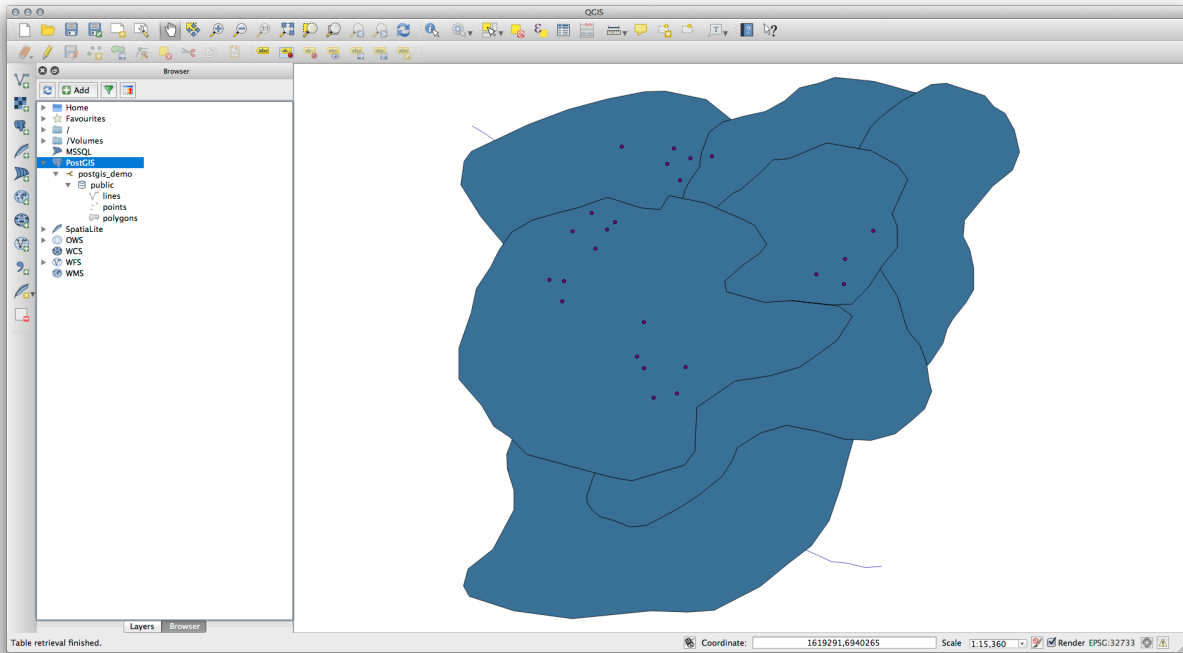 QGIS
Browser
Add
Home
Favourites
/
/Volumes
MSSQL
PostGIS
postgis_demo
public
lines
points
polygons
SpatiaLite
OWS
WCS
WFS
WMS
Layers Browser
Table retrieval finished.
Coordinate: 1619291,6940265 Scale 1:15,360 Render EPSG:32733